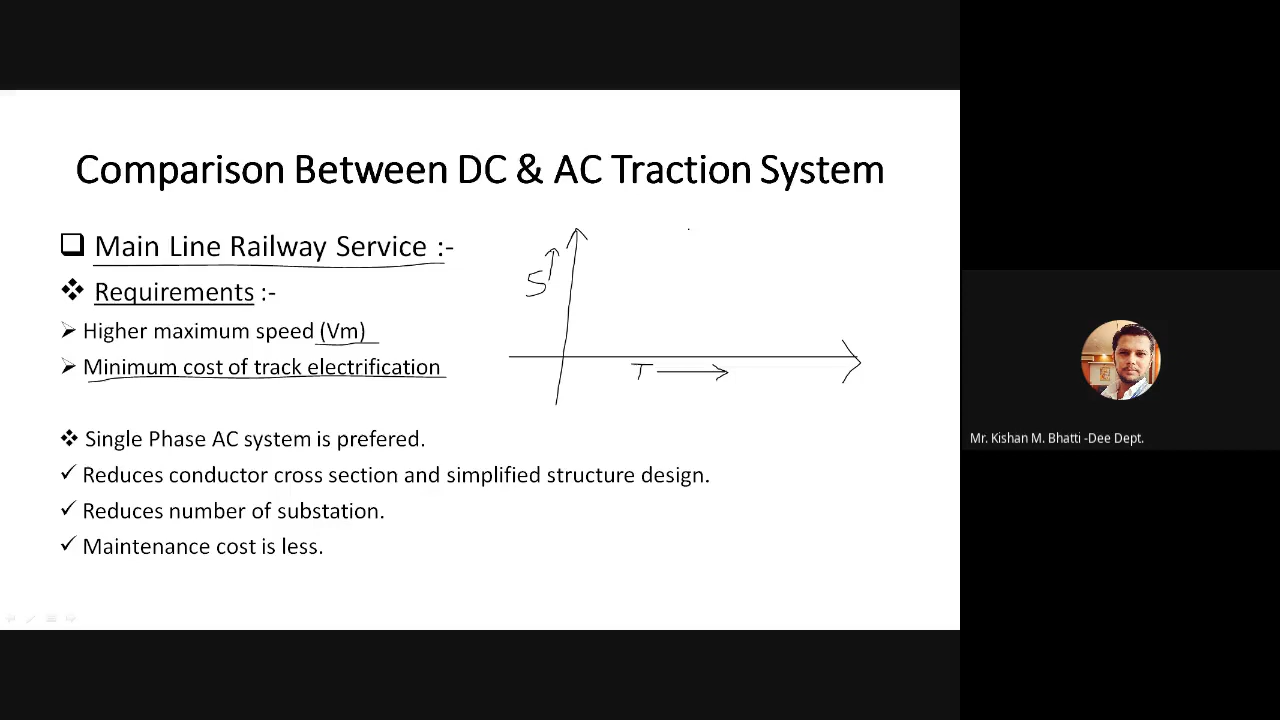 Comparison Between DC & AC Traction System
Main Line Railway Service :-
Requirements :-
Higher maximum speed (Vm)
Minimum cost of track electrification
S
T
Single Phase AC system is prefered.
Reduces conductor cross section and simplified structure design.
Reduces number of substation.
Maintenance cost is less.
Mr. Kishan M. Bhatti -Dee Dept.